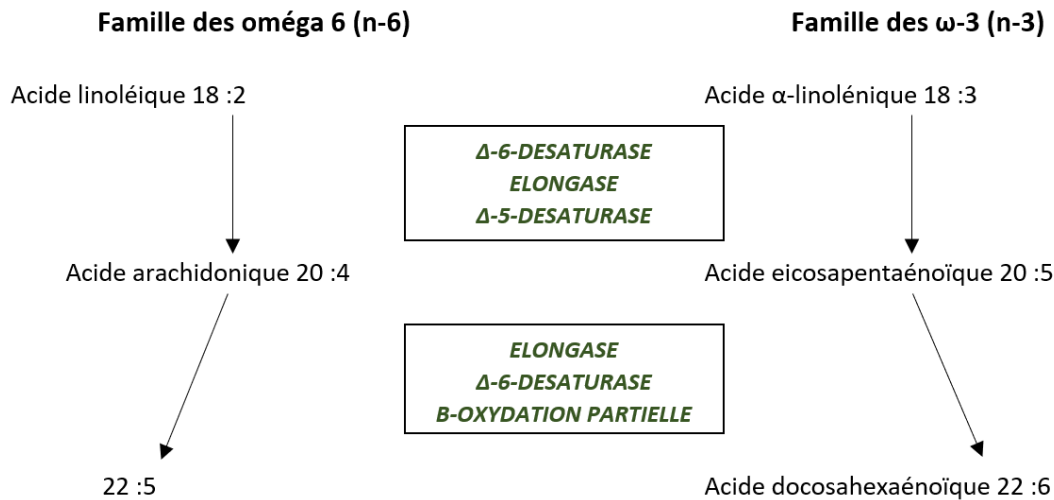 Famille des oméga 6 (n-6)
Famille des ω-3 (n-3)
Acide linoléique 18 :2
Acide α-linolénique 18 :3
Δ-6-DESATURASE
ELONGASE
Δ-5-DESATURASE
Acide arachidonique 20 :4
Acide eicosapentaénoïque 20 :5
ELONGASE
Δ-6-DESATURASE
B-OXYDATION PARTIELLE
22 :5
Acide docosahexaénoïque 22 :6